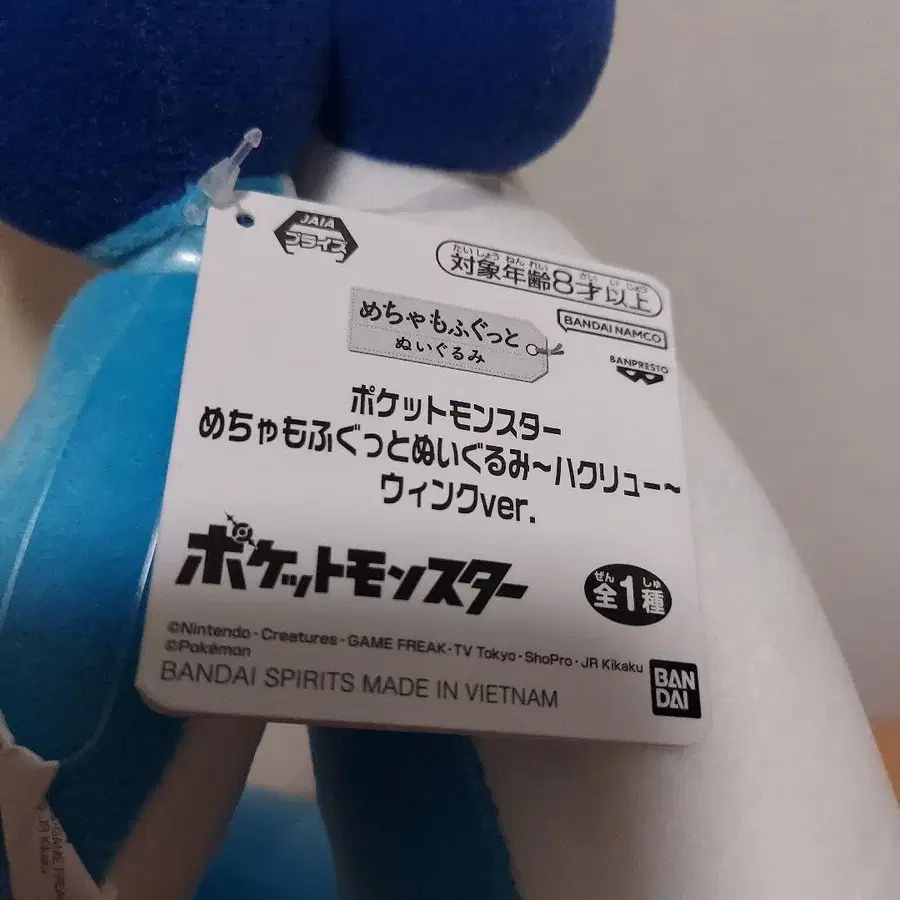 JAIA
プライズ
たいしょうねんれい さい いじょう
対象年齢8才以上
BANDAI NAMCO
めちゃもふぐっと
ぬいぐるみ
BANPRESTO
ポケットモンスター
めちゃもふぐっとぬいぐるみ~ハクリュー~
ウィンクver.
ポケットモンスター
ぜん しゅ
全1種
©Nintendo・Creatures・GAME FREAK・TV Tokyo・ShoPro・JR Kikaku
©Pokémon
BANDAI SPIRITS MADE IN VIETNAM
BAN
DAI